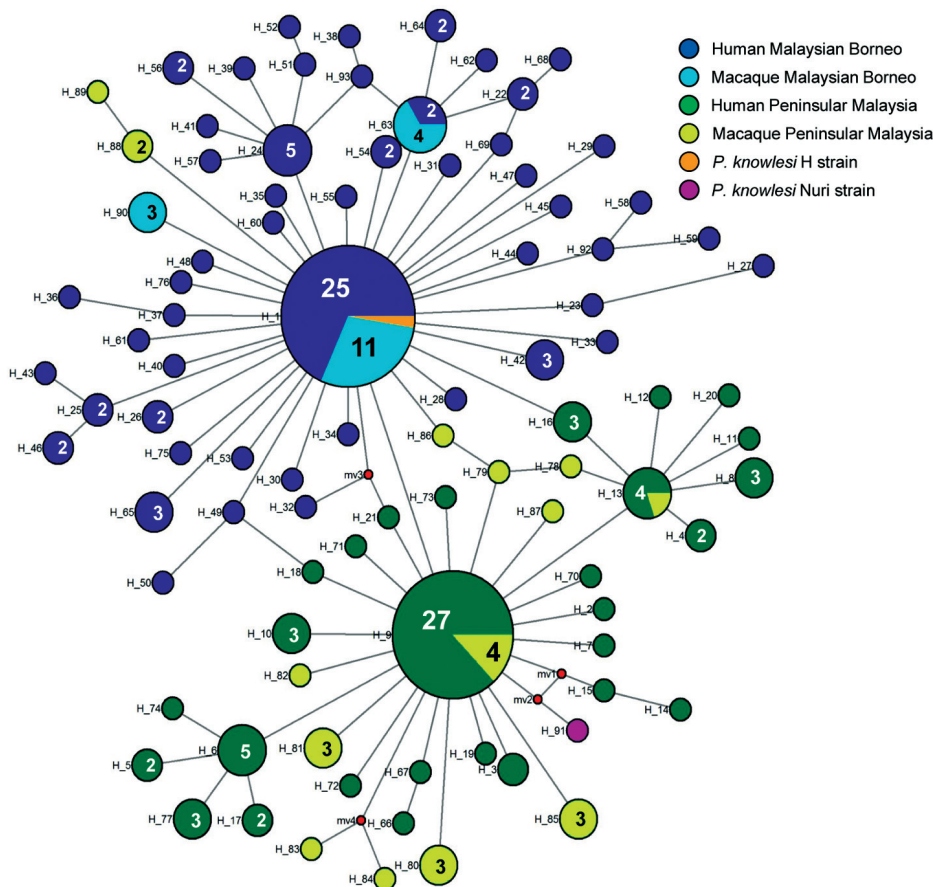 H_52
H_38
H_64
2
Human Malaysian Borneo
Macaque Malaysian Borneo
Human Peninsular Malaysia
Macaque Peninsular Malaysia
P. knowlesi H strain
P. knowlesi Nuri strain
H_56
2
H_39
H_51
H_93
H_62
H_68
H_89
H_22
2
H_41
H_63
2
4
H_88
2
H_24
5
H_57
H_54
2
H_69
H_29
H_31
H_47
H_35
H_55
H_90
3
H_60
H_45
H_58
H_59
H_48
H_44
H_92
H_27
H_76
25
H_36
H_37
H_1
H_23
H_61
11
H_33
H_40
H_42
3
H_43
H_25
2
H_26
2
H_28
H_12
H_20
H_46
2
H_34
H_86
H_16
3
H_11
H_75
H_53
H_79
H_78
H_30
mv3
H_13
4
H_8
3
H_65
3
H_49
H_32
H_73
H_21
H_87
H_4
2
H_71
H_50
H_18
H_70
27
H_2
H_10
3
H_9
4
H_7
H_82
mv1
mv2
H_15
H_14
H_74
H_91
H_6
5
H_81
3
H_5
2
H_19
H_3
H_72
H_67
H_77
3
H_17
2
mv4
H_66
H_85
3
H_83
H_80
3
H_84